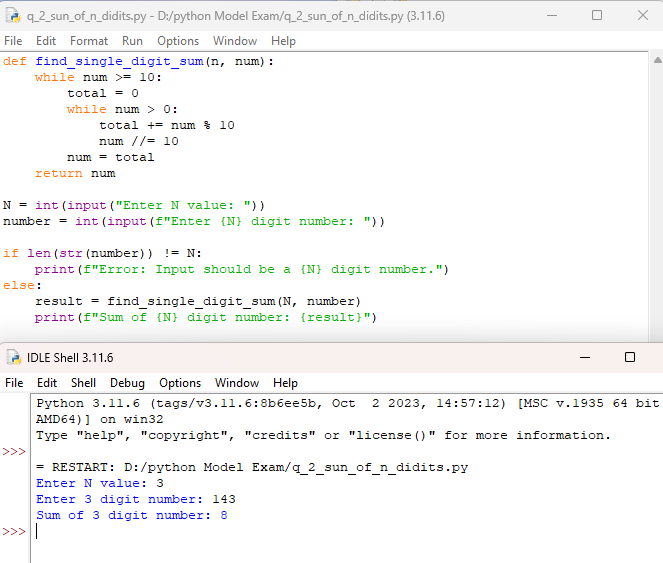 q_2_sun_of_n_didits.py - D:/python Model Exam/q_2_sun_of_n_didits.py (3.11.6)
File Edit Format Run Options Window Help
def find_single_digit_sum(n, num):
    while num >= 10:
        total = 0
        while num > 0:
            total += num % 10
            num //= 10
        num = total
    return num

N = int(input("Enter N value: "))
number = int(input(f"Enter {N} digit number: "))

if len(str(number)) != N:
    print(f"Error: Input should be a {N} digit number.")
else:
    result = find_single_digit_sum(N, number)
    print(f"Sum of {N} digit number: {result}")
IDLE Shell 3.11.6
File Edit Shell Debug Options Window Help
Python 3.11.6 (tags/v3.11.6:8b6ee5b, Oct  2 2023, 14:57:12) [MSC v.1935 64 bit
AMD64)] on win32
Type "help", "copyright", "credits" or "license()" for more information.
>>>
= RESTART: D:/python Model Exam/q_2_sun_of_n_didits.py
Enter N value: 3
Enter 3 digit number: 143
Sum of 3 digit number: 8
>>>